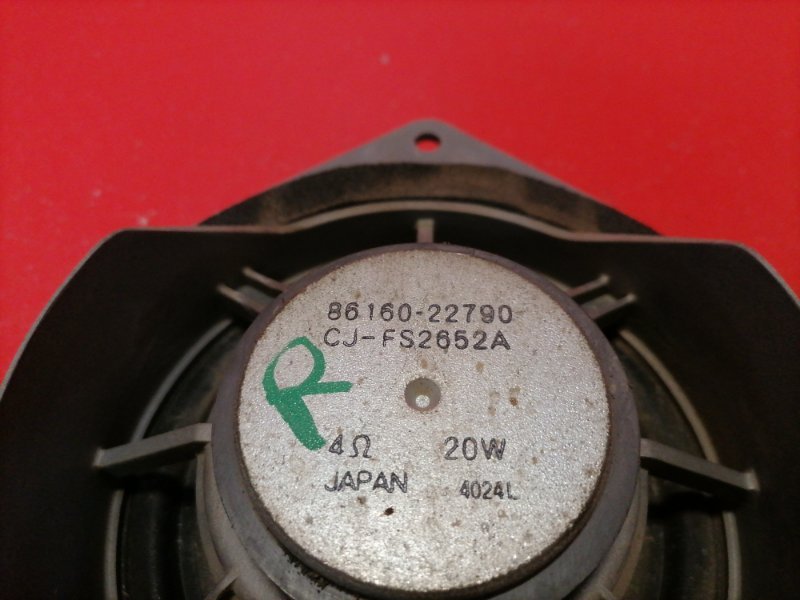 86160-22790
CJ-FS2652A
R
4Ω 20W
JAPAN 4024L